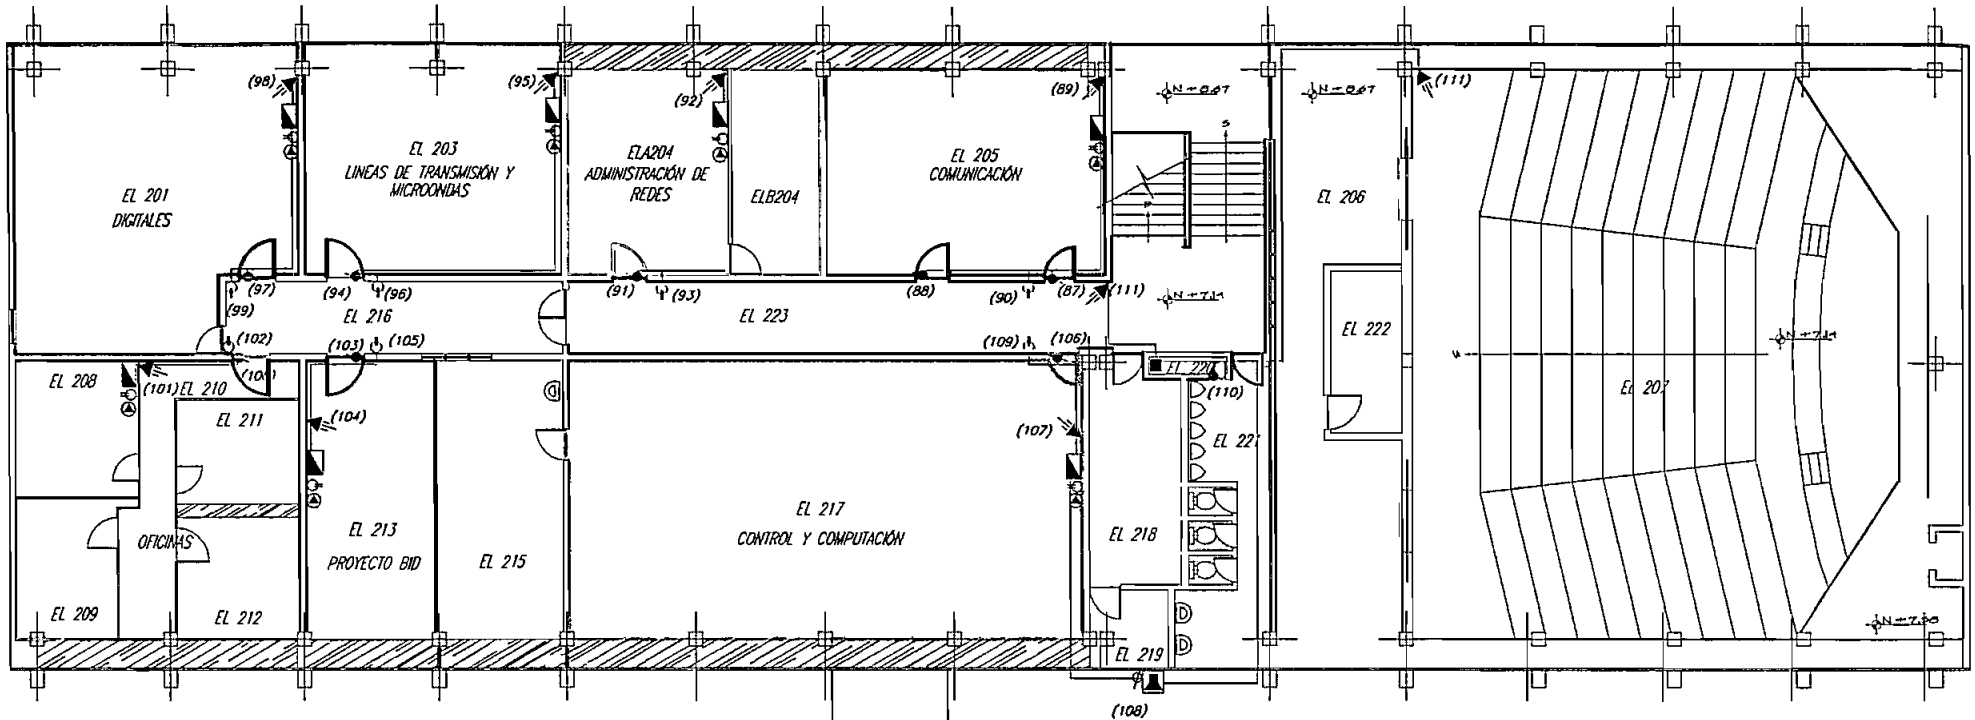 (98)
(95)
(92)
(89)
(111)
N+8.67
N+8.67
S
EL 201
DIGITALES
EL 203
LINEAS DE TRANSMISIÓN Y
MICROONDAS
ELA204
ADMINISTRACIÓN DE
REDES
ELB204
EL 205
COMUNICACIÓN
EL 206
(97)
(99)
(94)
(96)
(91)
(93)
(88)
(90)
(87)
(111)
EL 216
EL 223
EL 222
(102)
(103)
(105)
(109)
(106)
EL 208
(101)
EL 210
EL 220
(110)
EL 207
EL 211
(104)
(107)
EL 221
EL 217
CONTROL Y COMPUTACIÓN
EL 213
PROYECTO BID
EL 215
OFICINAS
EL 218
EL 209
EL 212
EL 219
(108)